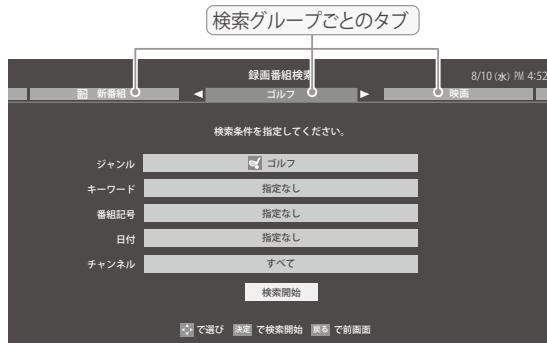 検索グループごとのタブ
録画番組検索
8/10 (水) PM 4:52
新番組 ◀ ゴルフ ▶ 映画
検索条件を指定してください。
ジャンル ゴルフ
キーワード 指定なし
番組記号 指定なし
日付 指定なし
チャンネル すべて
検索開始
で選び 決定 で検索開始 戻る で前画面